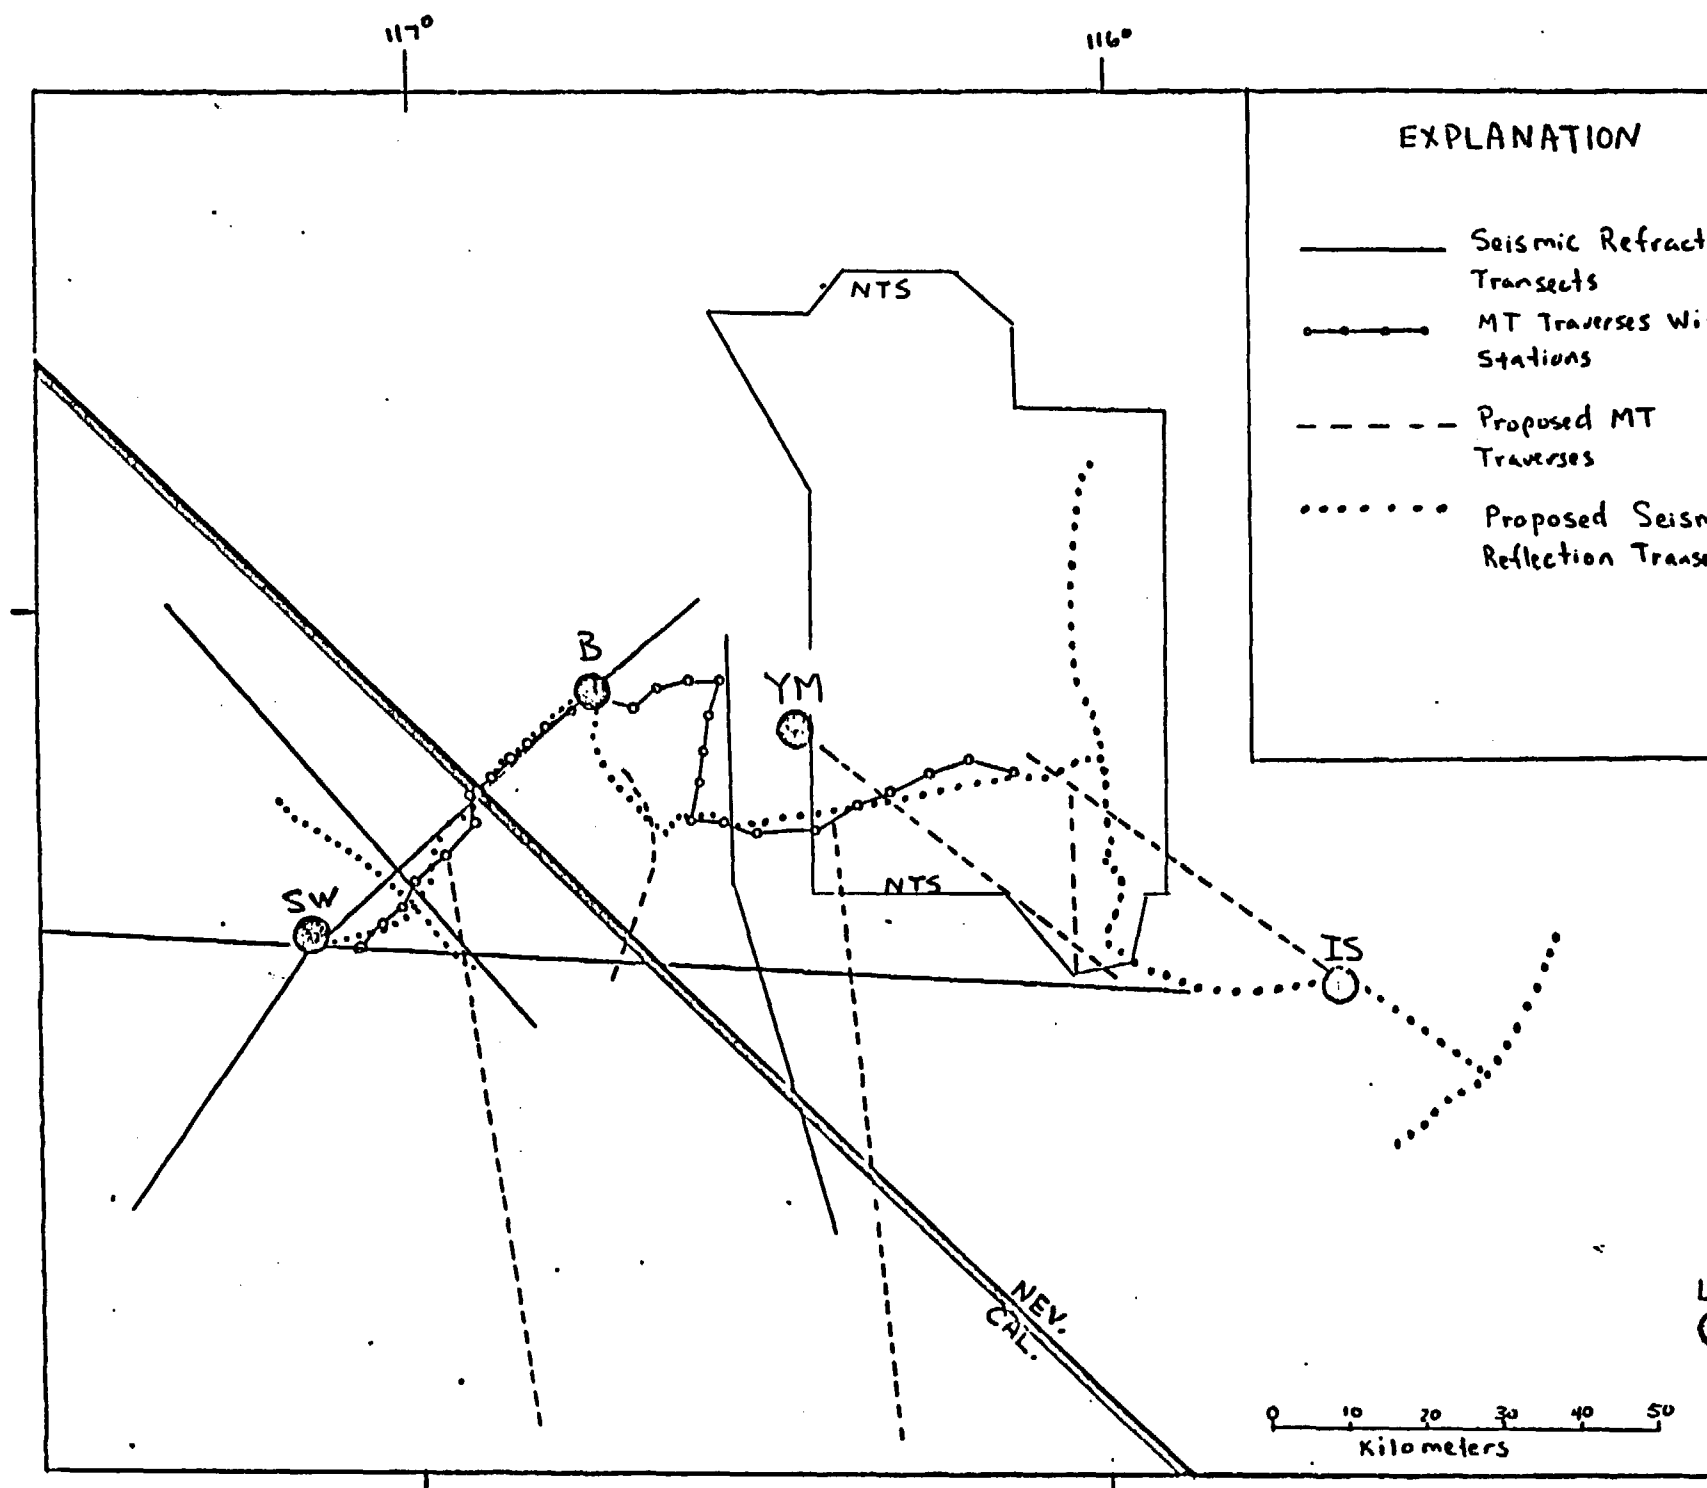 117°
116°
EXPLANATION
Seismic Refract
Transects
MT Traverses Wi
Stations
Proposed MT
Traverses
Proposed Seism
Reflection Transe
NTS
B
YM
NTS
SW
IS
NEV.
CAL.
L
0 10 20 30 40 50
Kilometers